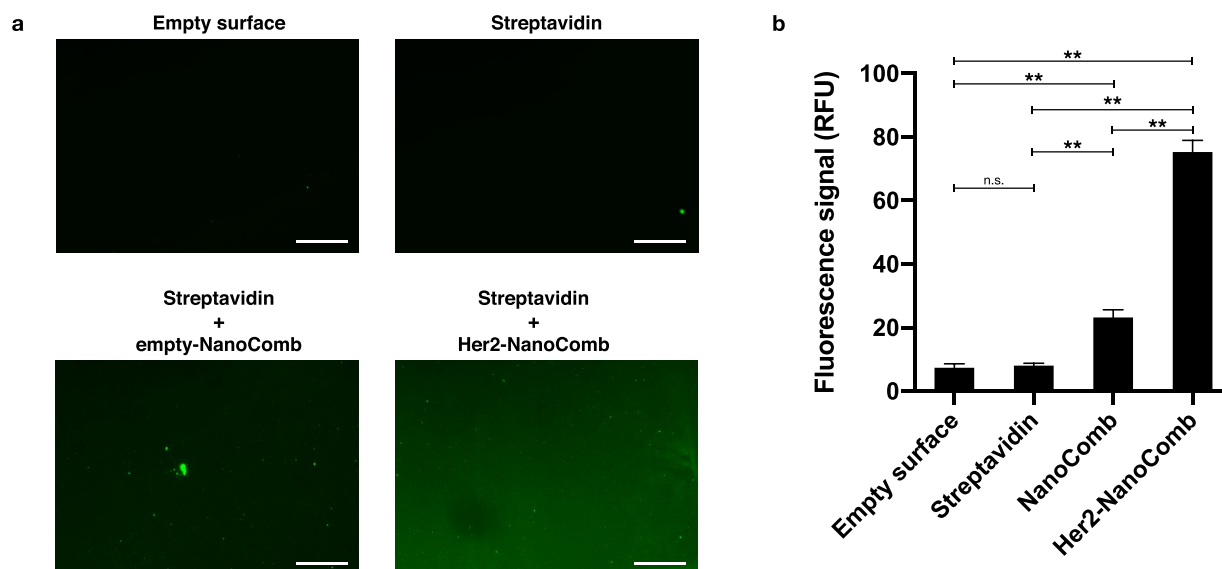 a
Empty surface
Streptavidin
Streptavidin
+
empty-NanoComb
Streptavidin
+
Her2-NanoComb
b
Fluorescence signal (RFU)
100
80
60
40
20
0
**
**
**
**
**
n.s.
Empty surface
Streptavidin
NanoComb
Her2-NanoComb